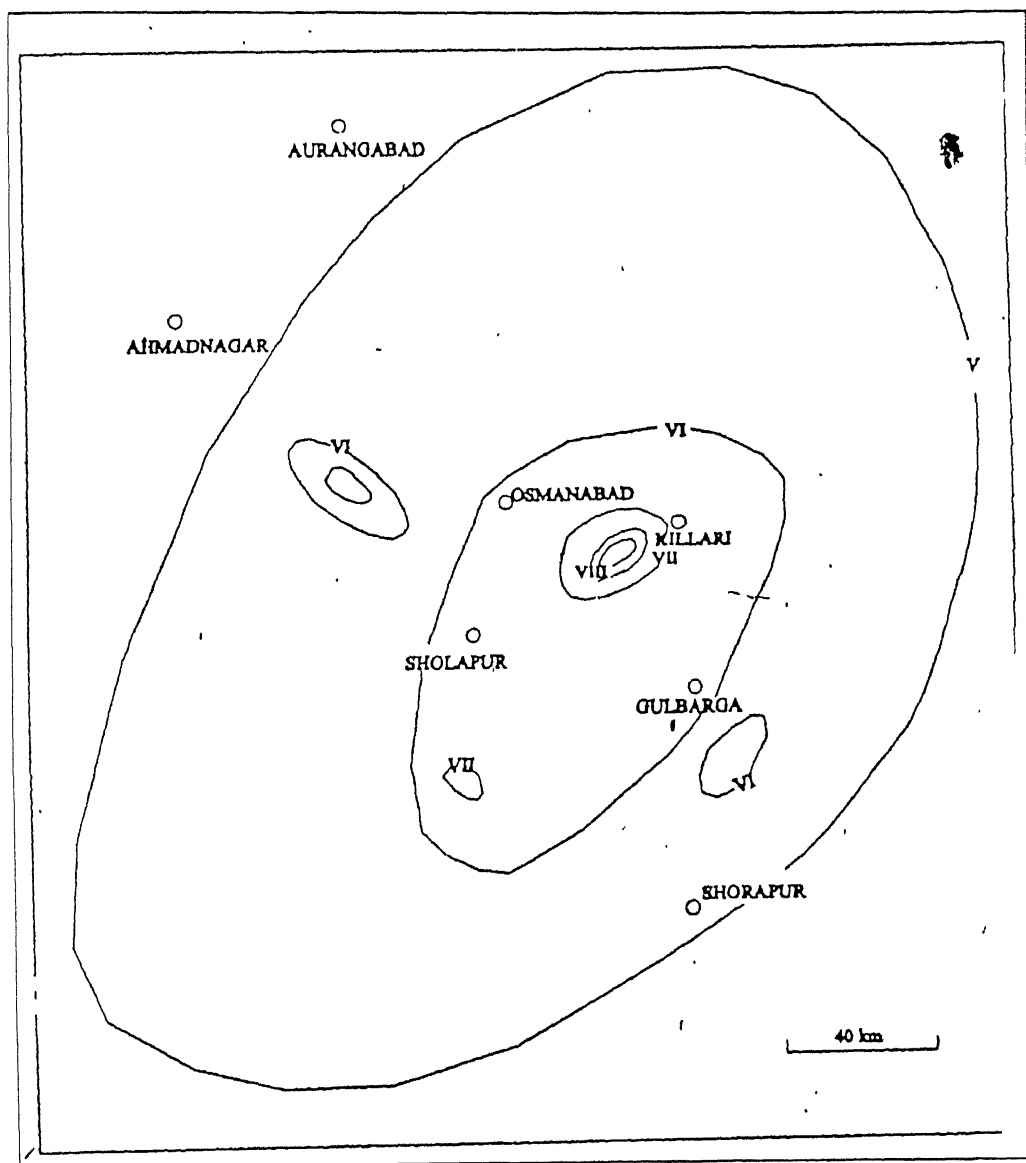 AURANGABAD
AHMADNAGAR
V
VI
VI
OSMANABAD
KILLARI
VII
VIII
SHOLAPUR
GULBARGA
VII
VI
SHORAPUR
40 km